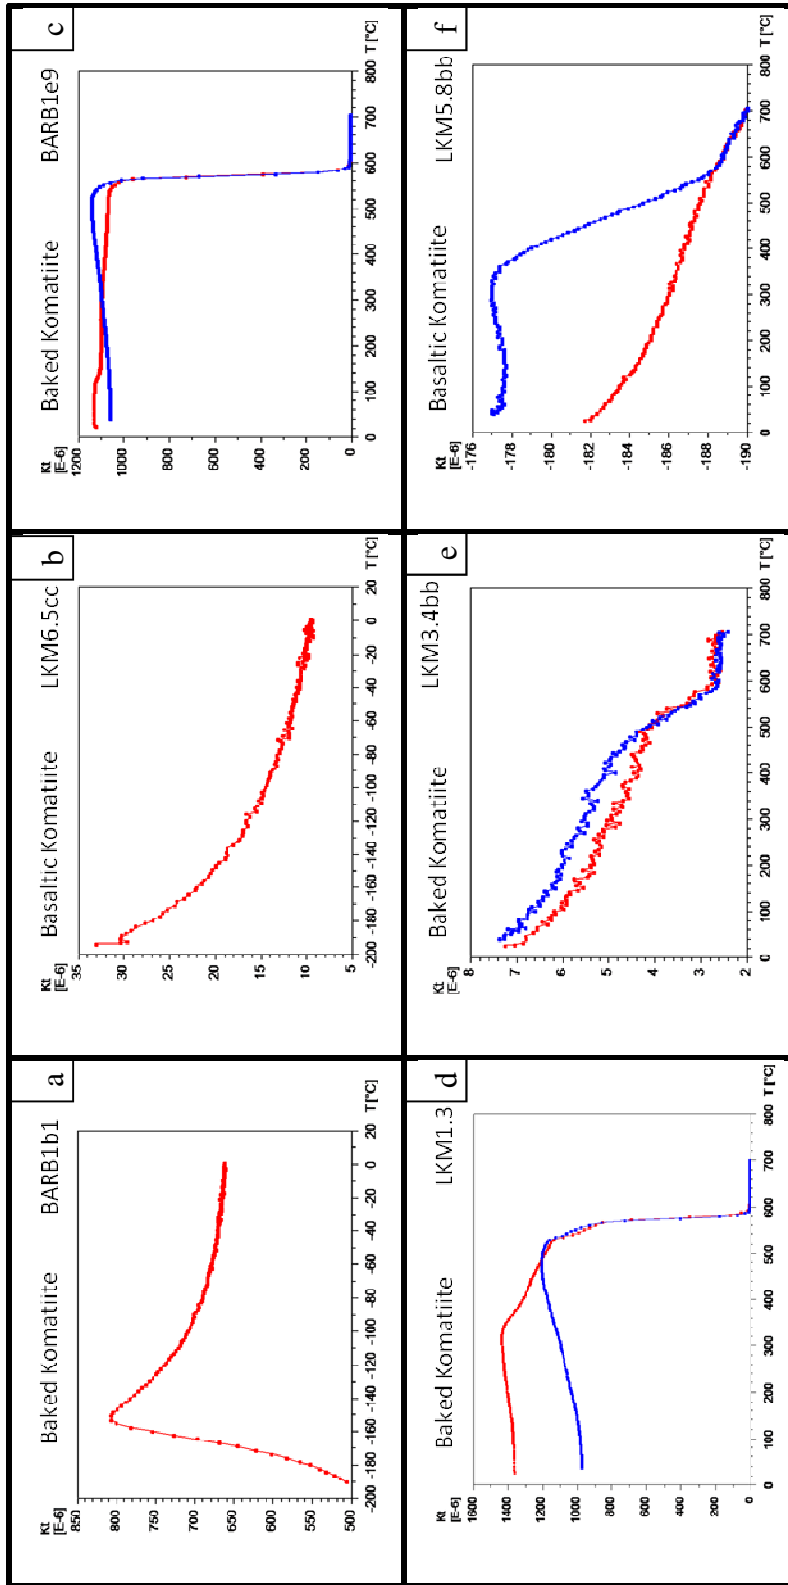 a
Baked Komatiite BARB1b1
Kt
[E-6]
850
800
750
700
650
600
550
500
-200 -180 -160 -140 -120 -100 -80 -60 -40 -20 0 20
T [°C]
b
Basaltic Komatiite LKM6.5cc
Kt
[E-6]
35
30
25
20
15
10
5
-200 -180 -160 -140 -120 -100 -80 -60 -40 -20 0 20
T [°C]
c
Baked Komatiite BARB1e9
Kt
[E-6]
1200
1000
800
600
400
200
0
0 100 200 300 400 500 600 700 800
T [°C]
d
Baked Komatiite LKM1.3
Kt
[E-6]
1600
1400
1200
1000
800
600
400
200
0
0 100 200 300 400 500 600 700 800
T [°C]
e
Baked Komatiite LKM3.4bb
Kt
[E-6]
8
7
6
5
4
3
2
0 100 200 300 400 500 600 700 800
T [°C]
f
Basaltic Komatiite LKM5.8bb
Kt
[E-6]
-176
-178
-180
-182
-184
-186
-188
-190
0 100 200 300 400 500 600 700 800
T [°C]